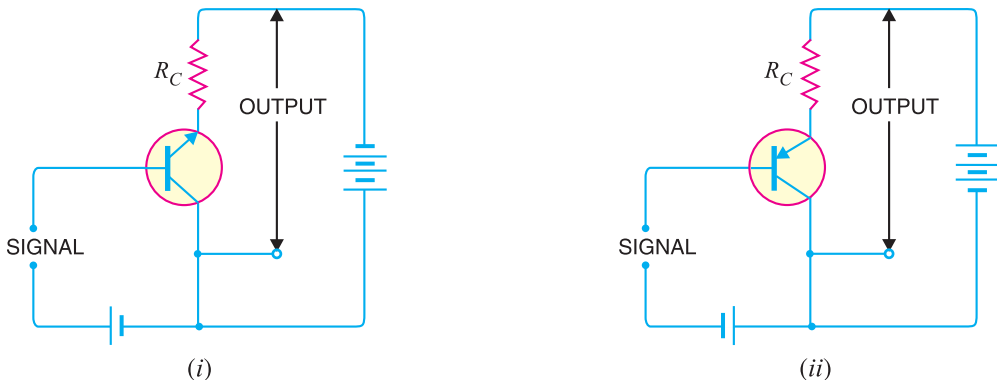 R_C
OUTPUT
SIGNAL
(i)
R_C
OUTPUT
SIGNAL
(ii)